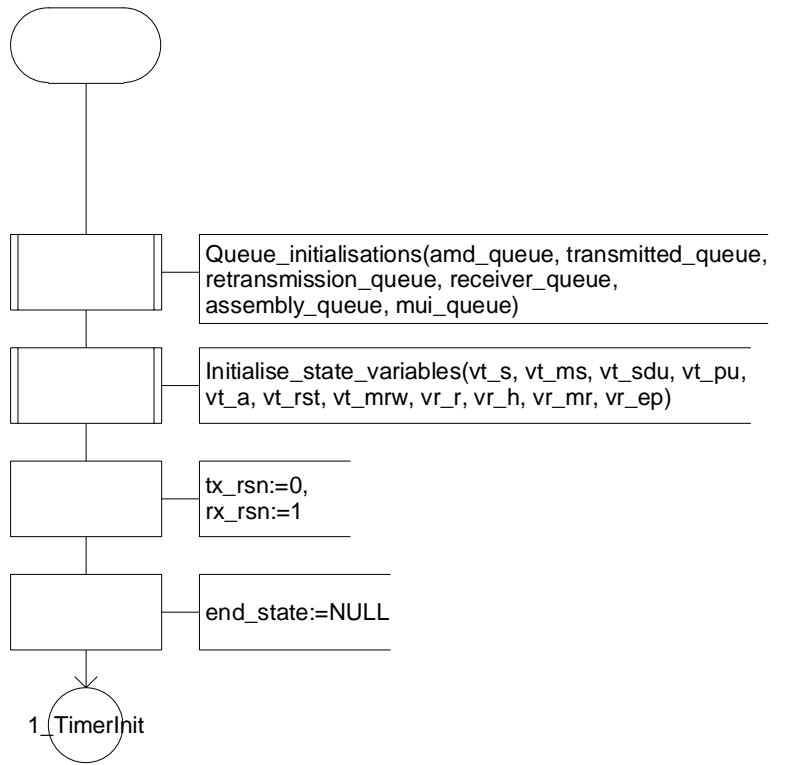 Queue_initialisations(amd_queue, transmitted_queue,
retransmission_queue, receiver_queue,
assembly_queue, mui_queue)
Initialise_state_variables(vt_s, vt_ms, vt_sdu, vt_pu,
vt_a, vt_rst, vt_mrw, vr_r, vr_h, vr_mr, vr_ep)
tx_rsn:=0,
rx_rsn:=1
end_state:=NULL
1_TimerInit